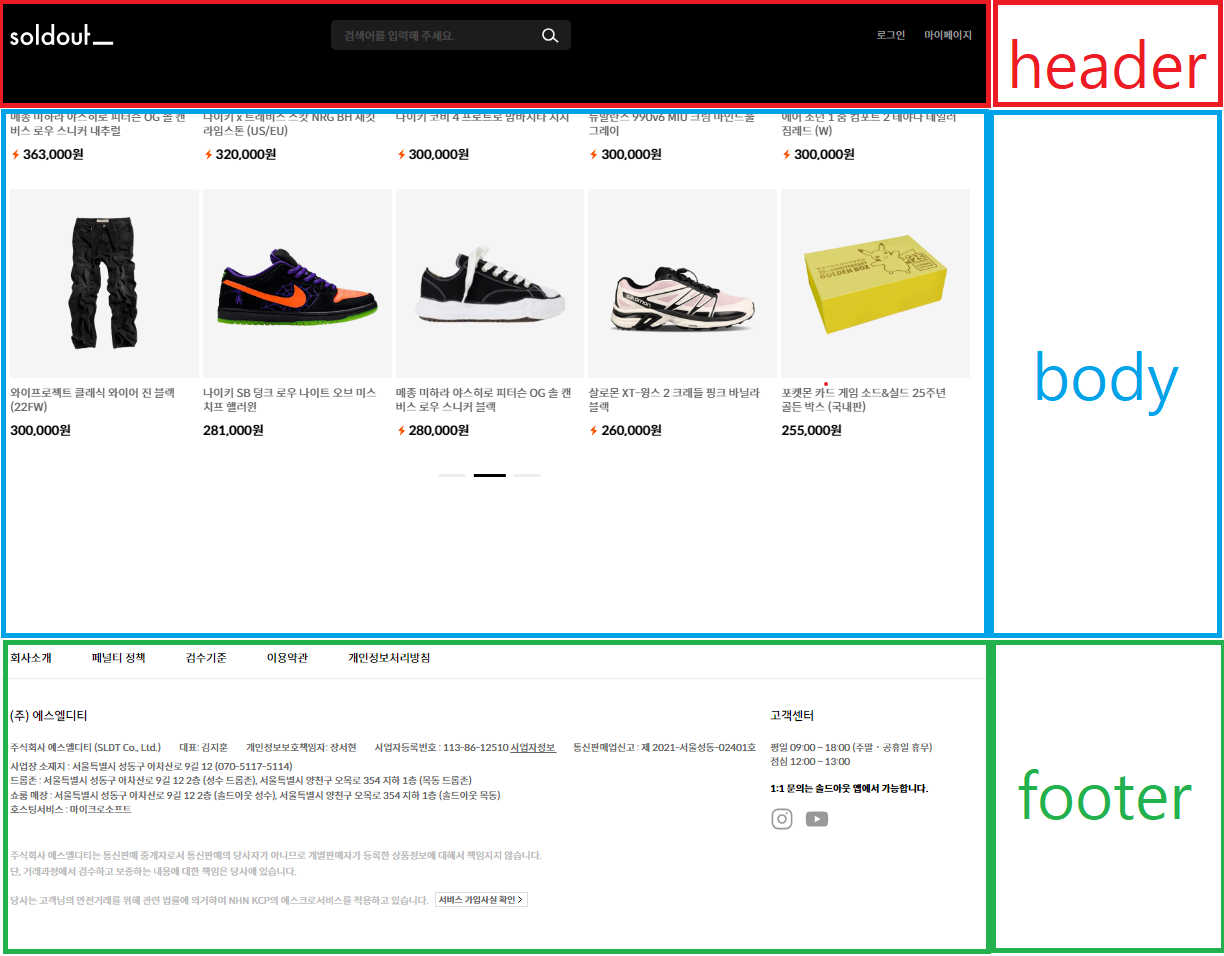 soldout
검색어를 입력해 주세요.
로그인 마이페이지
header
메종 미하라 야스히로 피터슨 OG 솔 캔
버스 로우 스니커 내추럴
363,000원
나이키 x 트래비스 스캇 NRG BH 재킷
라임스톤 (US/EU)
320,000원
나이키 코비 4 프로트로 맘바시타 지지
300,000원
뉴발란스 990v6 MIU 크림 마인드풀
그레이
300,000원
에어 조던 1 줌 컴포트 2 테야나 테일러
짐레드 (W)
300,000원
25TH ANNIVERSARY
GOLDEN BOX
salomon
와이프로젝트 클래식 와이어 진 블랙
(22FW)
300,000원
나이키 SB 덩크 로우 나이트 오브 미스
치프 핼러윈
281,000원
메종 미하라 야스히로 피터슨 OG 솔 캔
버스 로우 스니커 블랙
280,000원
살로몬 XT-윙스 2 크래들 핑크 바닐라
블랙
260,000원
포켓몬 카드 게임 소드&실드 25주년
골든 박스 (국내판)
255,000원
body
회사소개 패널티 정책 검수기준 이용약관 개인정보처리방침
(주) 에스엘디티
주식회사 에스엘디티 (SLDT Co., Ltd.) 대표: 김지훈 개인정보보호책임자: 장서현 사업자등록번호 : 113-86-12510 사업자정보 통신판매업신고 : 제 2021-서울성동-02401호
사업장 소재지 : 서울특별시 성동구 아차산로 9길 12 (070-5117-5114)
드롭존 : 서울특별시 성동구 아차산로 9길 12 2층 (성수 드롭존), 서울특별시 양천구 오목로 354 지하 1층 (목동 드롭존)
쇼룸 매장 : 서울특별시 성동구 아차산로 9길 12 2층 (솔드아웃 성수), 서울특별시 양천구 오목로 354 지하 1층 (솔드아웃 목동)
호스팅서비스 : 마이크로소프트
고객센터
평일 09:00 ~ 18:00 (주말・공휴일 휴무)
점심 12:00 ~ 13:00
1:1 문의는 솔드아웃 앱에서 가능합니다.
주식회사 에스엘디티는 통신판매 중개자로서 통신판매의 당사자가 아니므로 개별판매자가 등록한 상품정보에 대해서 책임지지 않습니다.
단, 거래과정에서 검수하고 보증하는 내용에 대한 책임은 당사에 있습니다.
당사는 고객님의 안전거래를 위해 관련 법률에 의거하여 NHN KCP의 에스크로서비스를 적용하고 있습니다. 서비스 가입사실 확인 >
footer